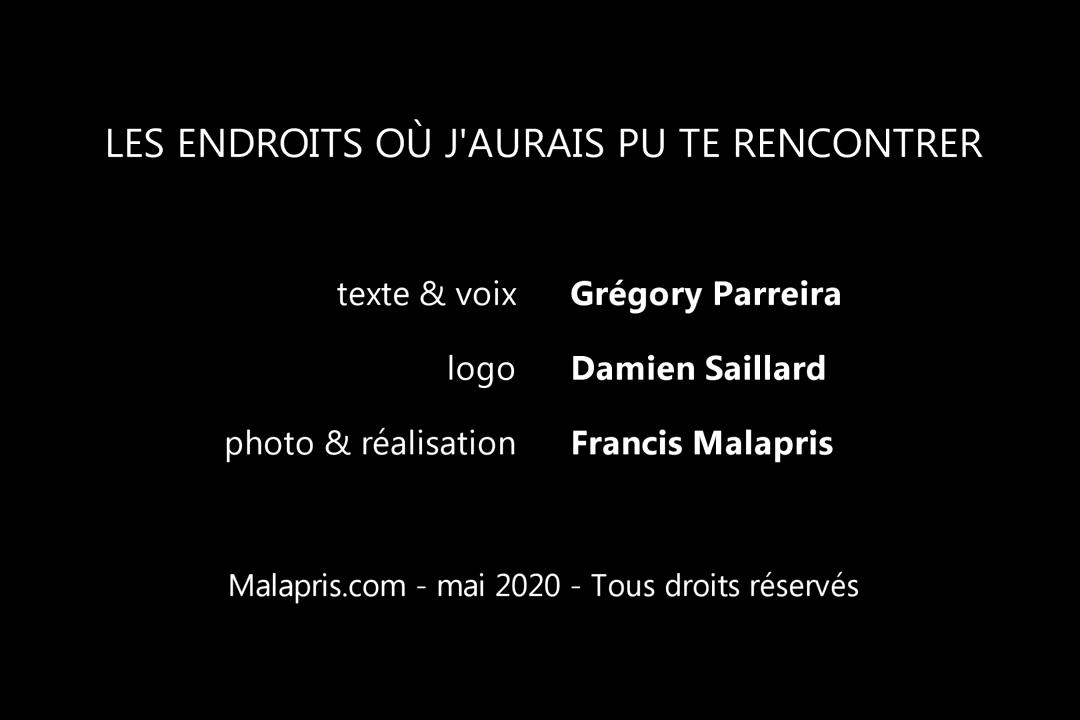 LES ENDROITS OÙ J'AURAIS PU TE RENCONTRER
texte & voix Grégory Parreira
logo Damien Saillard
photo & réalisation Francis Malapris
Malapris.com - mai 2020 - Tous droits réservés